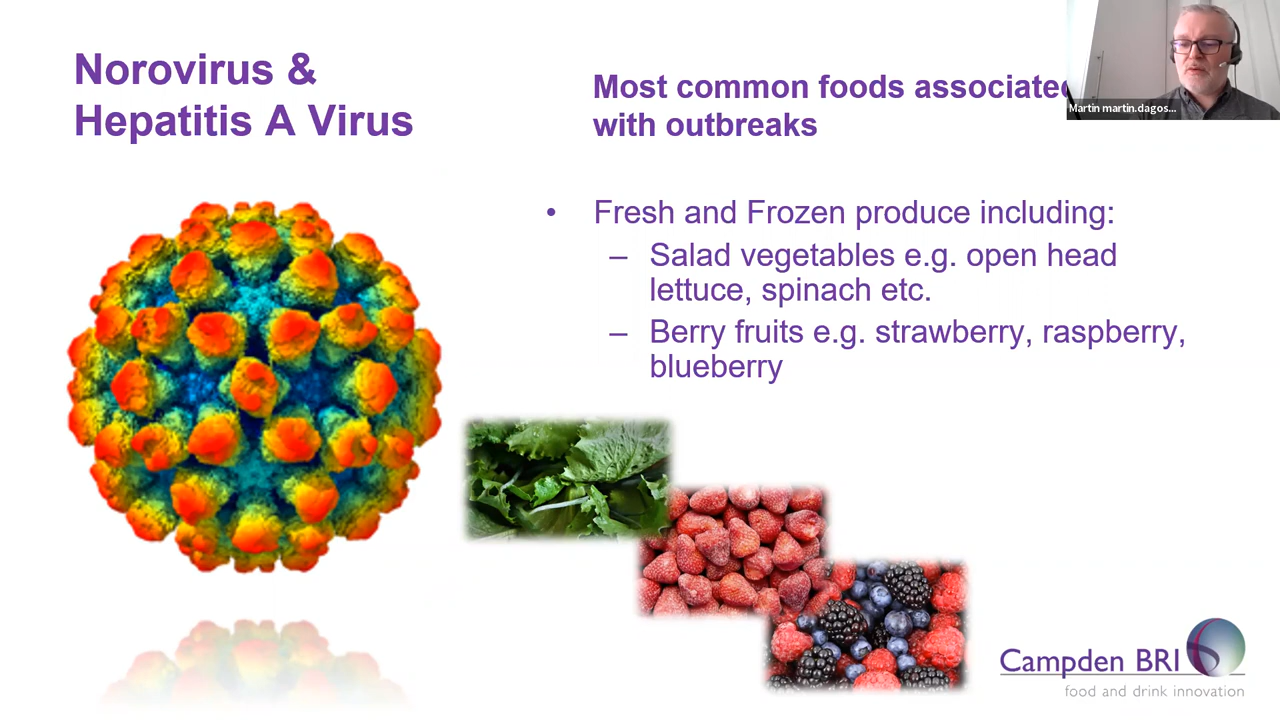 Norovirus &
Hepatitis A Virus
Most common foods associated
with outbreaks
Martin martin.dagos...
• Fresh and Frozen produce including:
– Salad vegetables e.g. open head
lettuce, spinach etc.
– Berry fruits e.g. strawberry, raspberry,
blueberry
Campden BRI
food and drink innovation